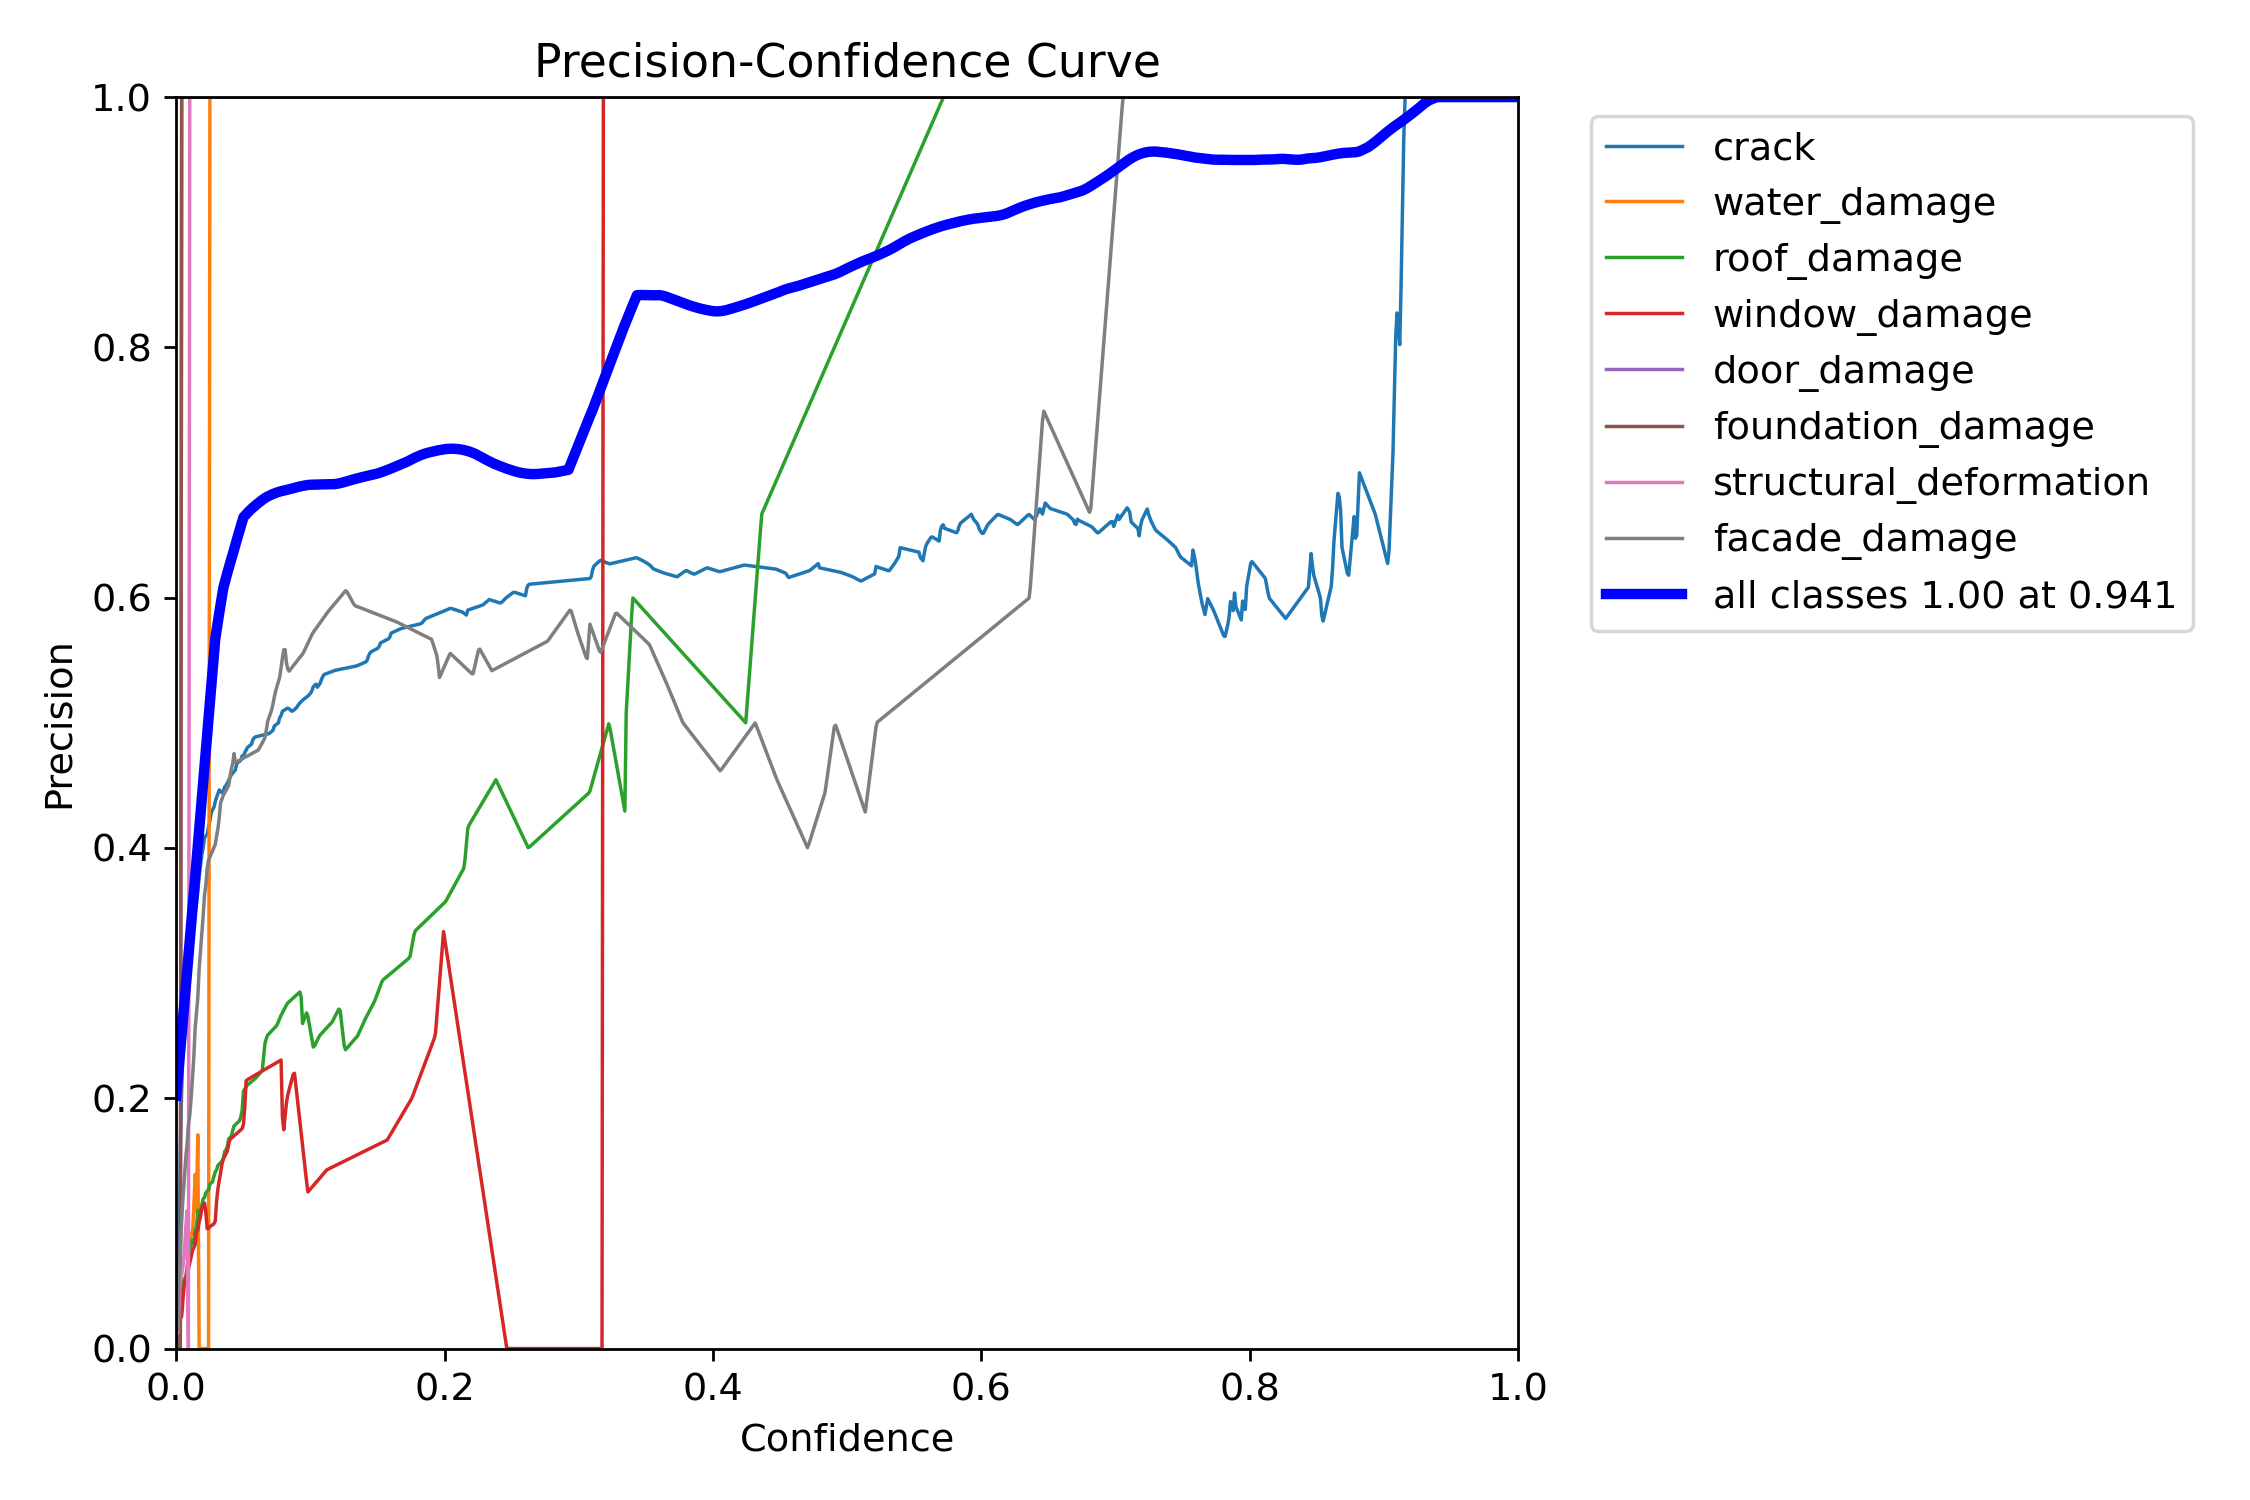 Precision-Confidence Curve
1.0
0.8
0.6
0.4
0.2
0.0
Precision
0.0 0.2 0.4 0.6 0.8 1.0
Confidence
crack
water_damage
roof_damage
window_damage
door_damage
foundation_damage
structural_deformation
facade_damage
all classes 1.00 at 0.941